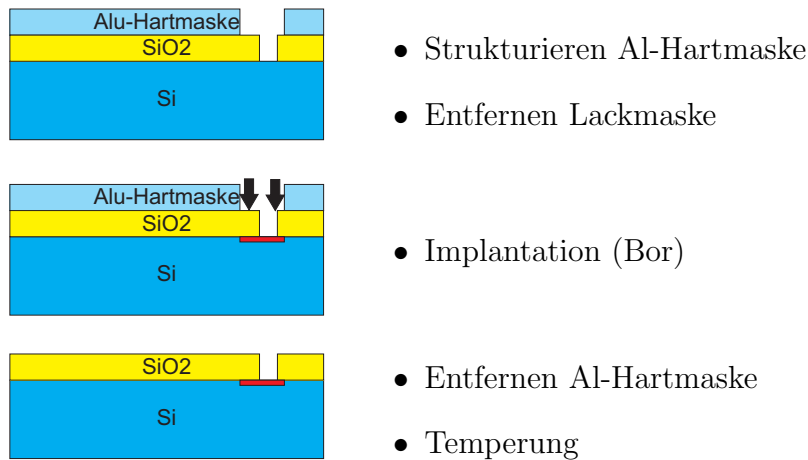 Alu-Hartmaske
SiO2
Si
• Strukturieren Al-Hartmaske
• Entfernen Lackmaske
Alu-Hartmaske
SiO2
Si
• Implantation (Bor)
SiO2
Si
• Entfernen Al-Hartmaske
• Temperung